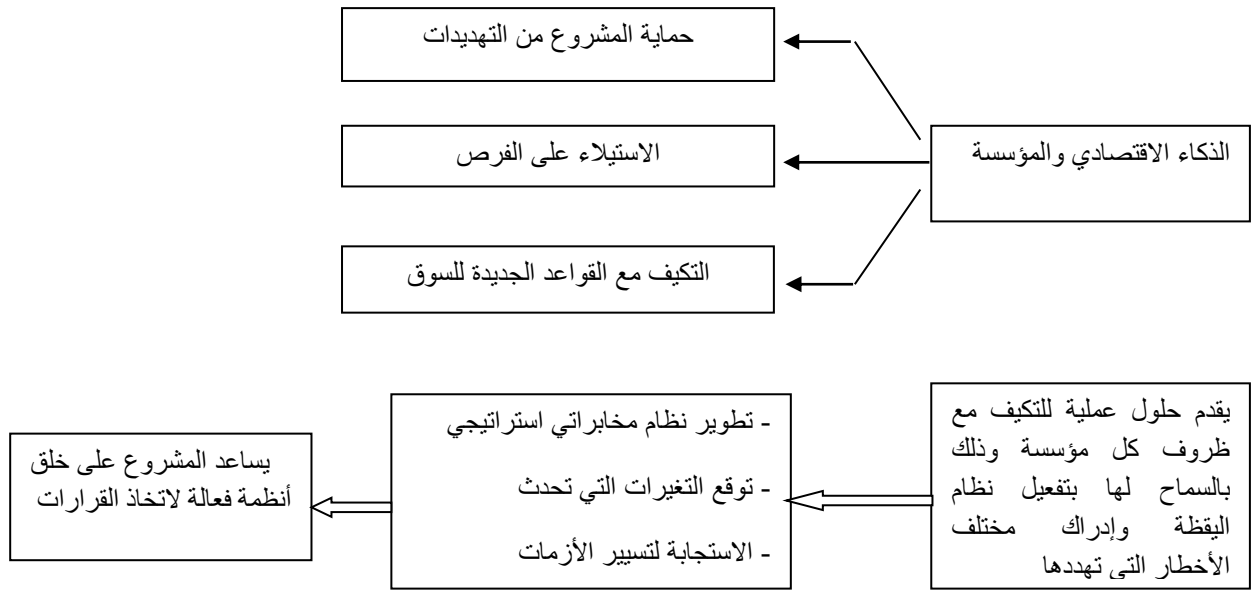 حماية المشروع من التهديدات
الذكاء الاقتصادي والمؤسسة
الاستيلاء على الفرص
التكيف مع القواعد الجديدة للسوق
يقدم حلول عملية للتكيف مع
ظروف كل مؤسسة وذلك
بالسماح لها بتفعيل نظام
اليقظة وإدراك مختلف
الأخطار التي تهددها
- تطوير نظام مخابراتي استراتيجي
- توقع التغيرات التي تحدث
- الاستجابة لتسيير الأزمات
يساعد المشروع على خلق
أنظمة فعالة لاتخاذ القرارات